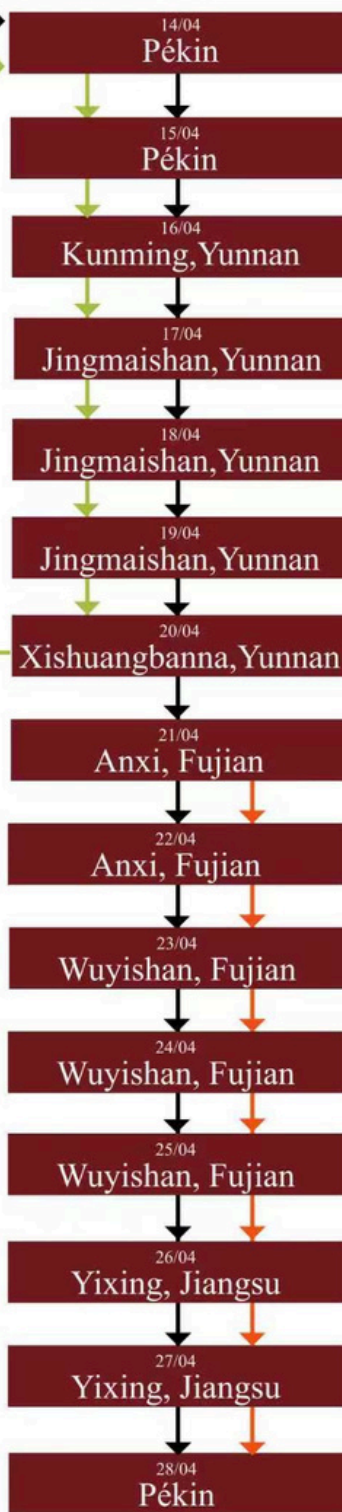 14/04
Pékin
15/04
Pékin
16/04
Kunming,Yunnan
17/04
Jingmaishan,Yunnan
18/04
Jingmaishan,Yunnan
19/04
Jingmaishan,Yunnan
20/04
Xishuangbanna,Yunnan
21/04
Anxi, Fujian
22/04
Anxi, Fujian
23/04
Wuyishan, Fujian
24/04
Wuyishan, Fujian
25/04
Wuyishan, Fujian
26/04
Yixing, Jiangsu
27/04
Yixing, Jiangsu
28/04
Pékin